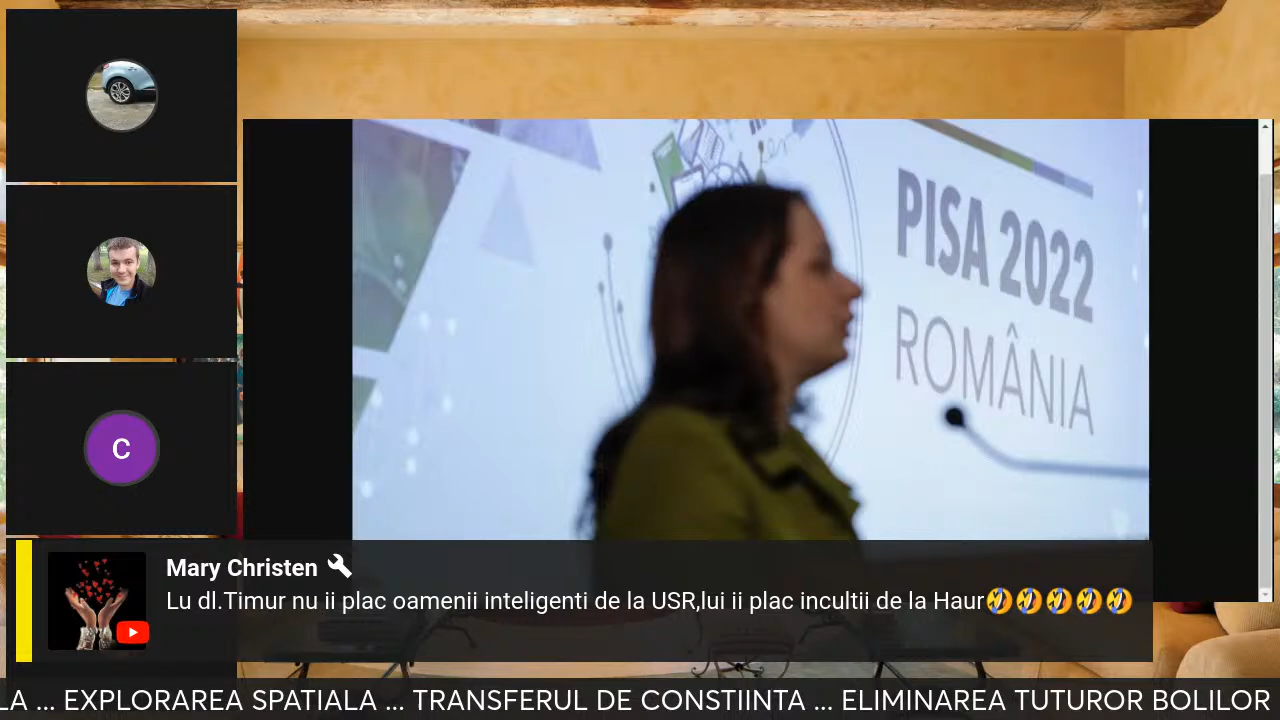 PISA 2022
ROMÂNIA
C
Mary Christen
Lu dl.Timur nu ii plac oamenii inteligenti de la USR,lui ii plac incultii de la Haur🤣🤣🤣🤣🤣
LA ... EXPLORAREA SPATIALA ... TRANSFERUL DE CONSTIINTA ... ELIMINAREA TUTUROR BOLILOR